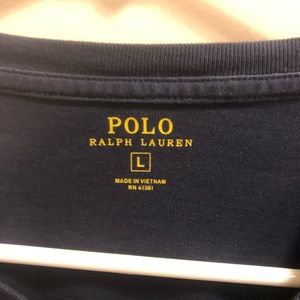 POLO
RALPH LAUREN
L
MADE IN VIETNAM
RN 41381